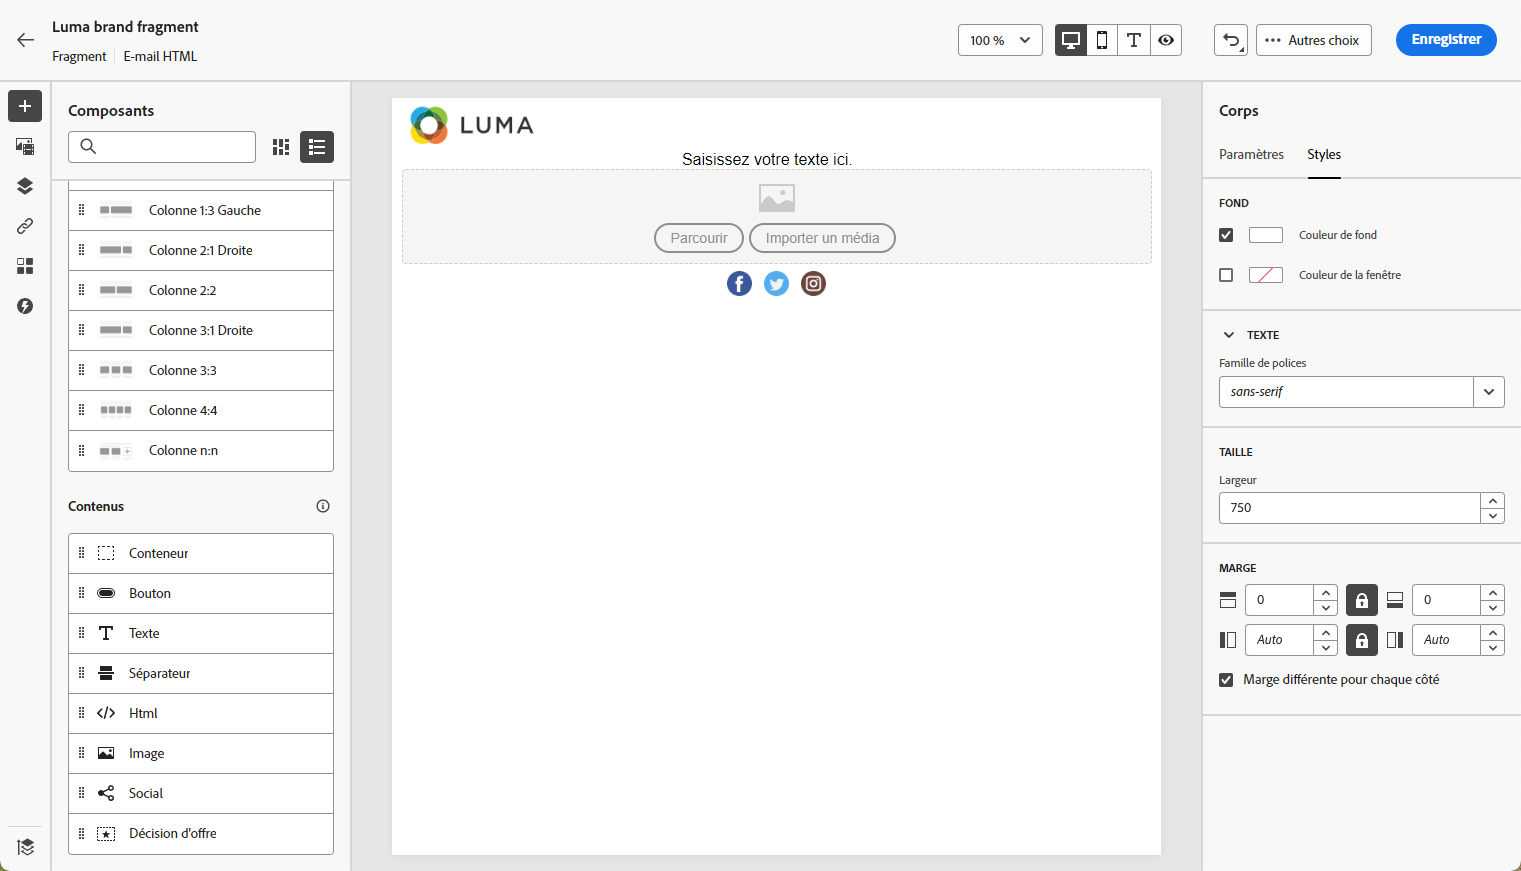 Luma brand fragment
Fragment E-mail HTML
100 %
Autres choix
Enregistrer
Composants
Colonne 1:3 Gauche
Colonne 2:1 Droite
Colonne 2:2
Colonne 3:1 Droite
Colonne 3:3
Colonne 4:4
Colonne n:n
Contenus
Conteneur
Bouton
Texte
Séparateur
Html
Image
Social
Décision d'offre
LUMA
Saisissez votre texte ici.
Parcourir Importer un média
Corps
Paramètres Styles
FOND
Couleur de fond
Couleur de la fenêtre
TEXTE
Famille de polices
sans-serif
TAILLE
Largeur
750
MARGE
0 0
Auto Auto
Marge différente pour chaque côté